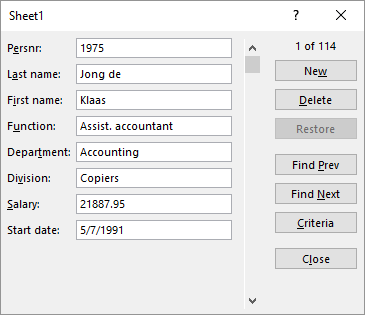 Sheet1 ?
Persnr: 1975 1 of 114
Last name: Jong de New
First name: Klaas Delete
Function: Assist. accountant Restore
Department: Accounting Find Prev
Division: Copiers Find Next
Salary: 21887.95 Criteria
Start date: 5/7/1991
Close